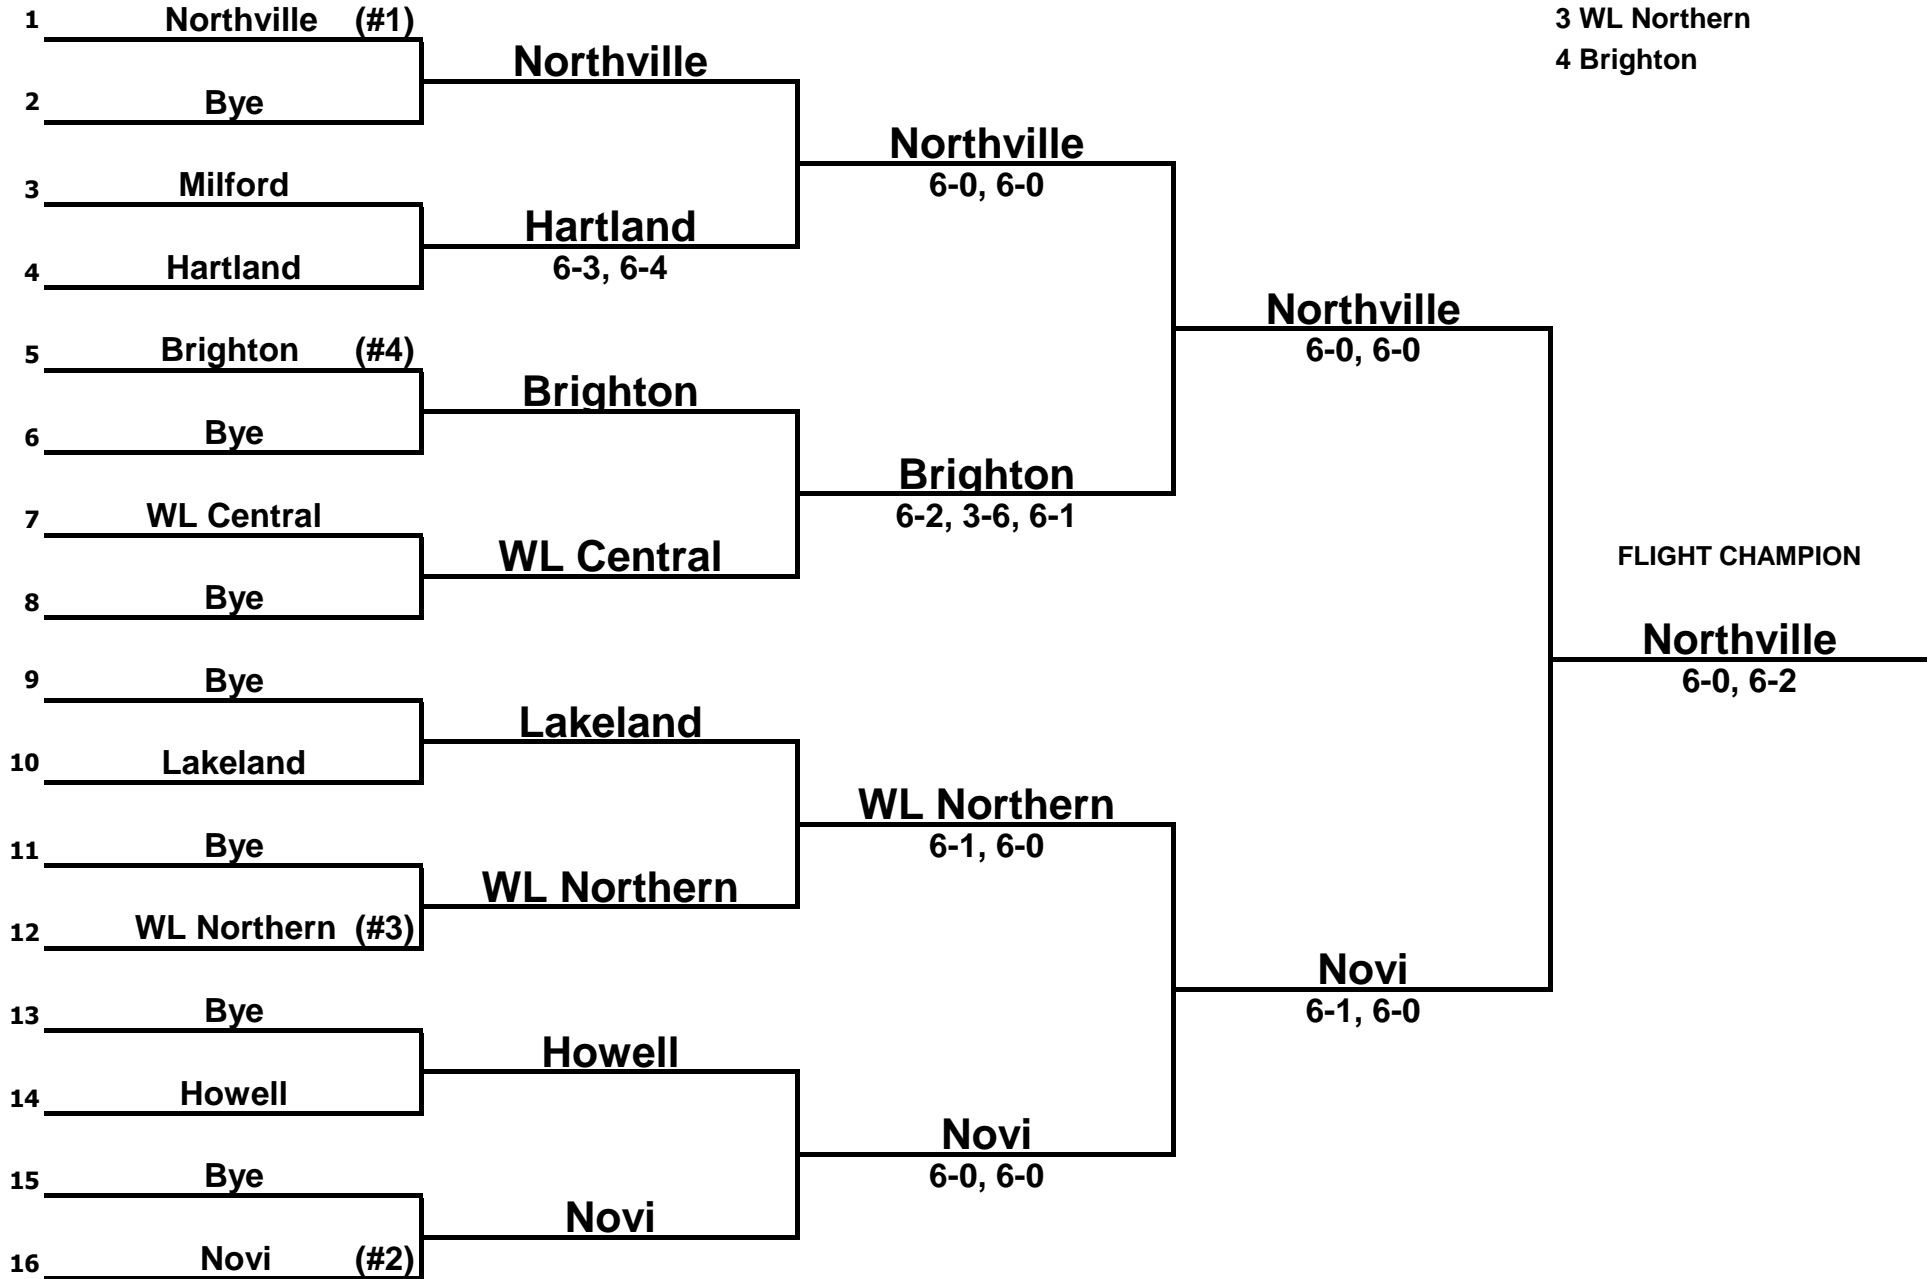 1 Northville (#1)
2 Bye
3 Milford
4 Hartland
5 Brighton (#4)
6 Bye
7 WL Central
8 Bye
9 Bye
10 Lakeland
11 Bye
12 WL Northern (#3)
13 Bye
14 Howell
15 Bye
16 Novi (#2)
Northville
Hartland
6-3, 6-4
Brighton
WL Central
Lakeland
WL Northern
Howell
Novi
Northville
6-0, 6-0
Brighton
6-2, 3-6, 6-1
WL Northern
6-1, 6-0
Novi
6-0, 6-0
Northville
6-0, 6-0
Novi
6-1, 6-0
3 WL Northern
4 Brighton
FLIGHT CHAMPION
Northville
6-0, 6-2